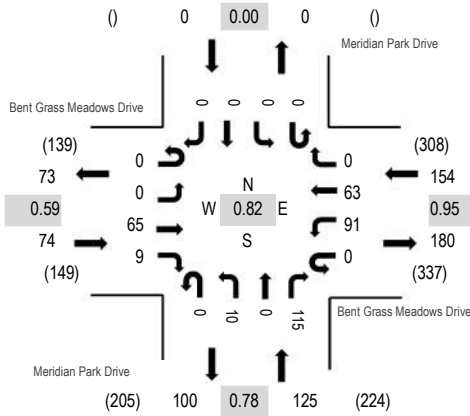 () 0 0.00 0 ()
Meridian Park Drive
0 0 0 0
Bent Grass Meadows Drive
(139) 0 0 (308)
73 154
0 N 63
0.59 W 0.82 E 0.95
65 91
74 S 180
9 0
(149) (337)
0 10 0 115
Bent Grass Meadows Drive
Meridian Park Drive
(205) 100 0.78 125 (224)